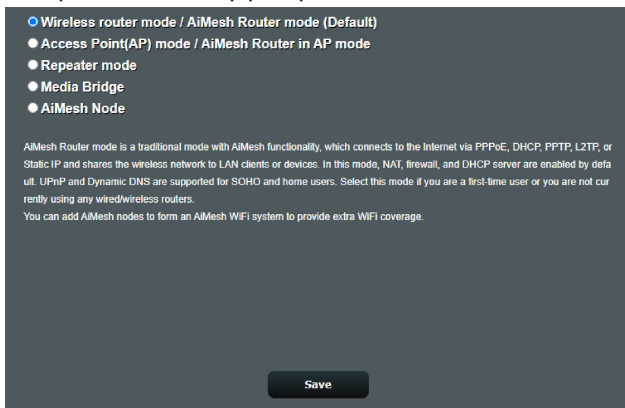 Wireless router mode / AiMesh Router mode (Default)
Access Point(AP) mode / AiMesh Router in AP mode
Repeater mode
Media Bridge
AiMesh Node
AiMesh Router mode is a traditional mode with AiMesh functionality, which connects to the Internet via PPPoE, DHCP, PPTP, L2TP, or
Static IP and shares the wireless network to LAN clients or devices. In this mode, NAT, firewall, and DHCP server are enabled by defa
ult. UPnP and Dynamic DNS are supported for SOHO and home users. Select this mode if you are a first-time user or you are not cur
rently using any wired/wireless routers.
You can add AiMesh nodes to form an AiMesh WiFi system to provide extra WiFi coverage.
Save